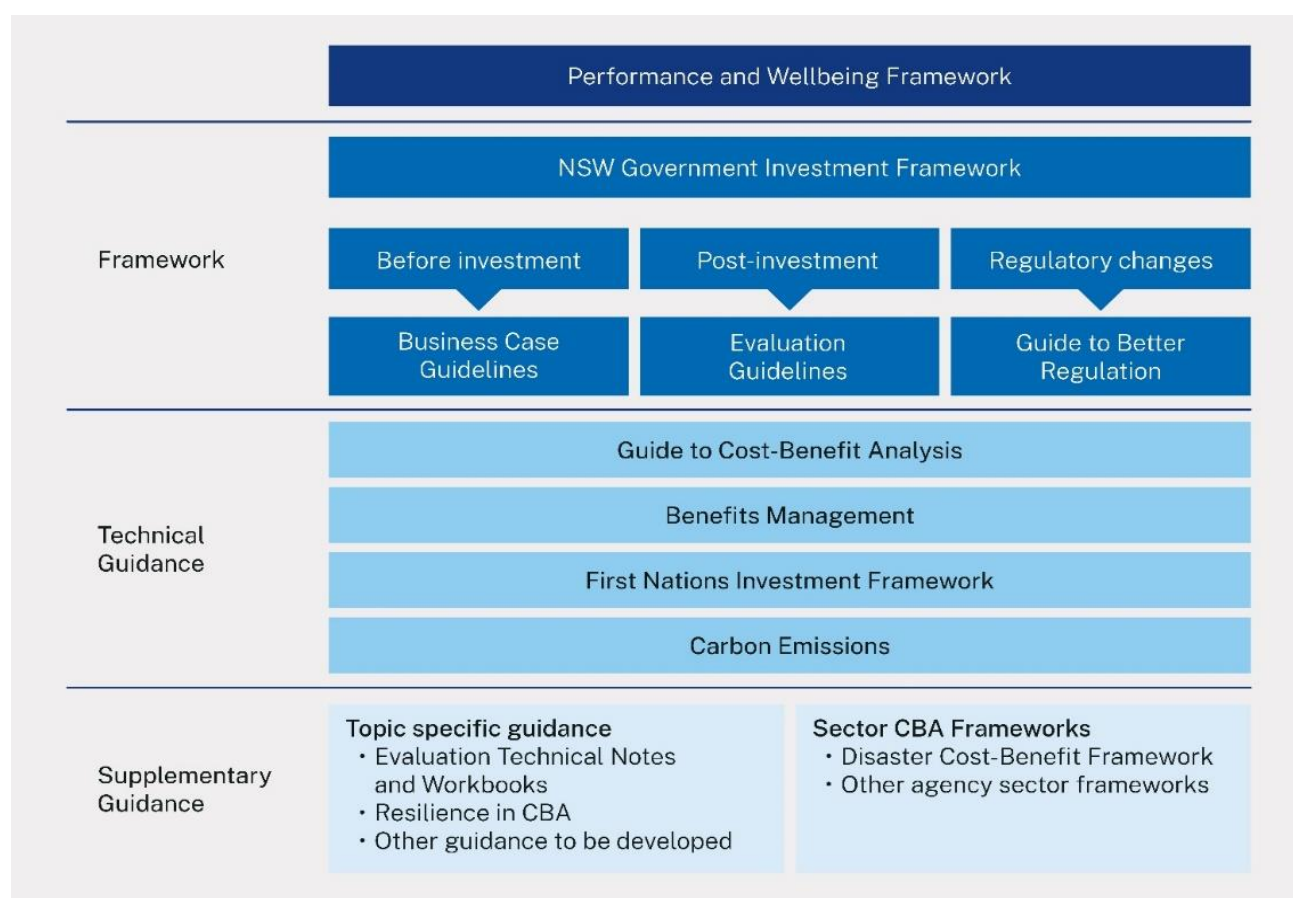 Performance and Wellbeing Framework
NSW Government Investment Framework
Framework
Before investment
Post-investment
Regulatory changes
Business Case
Guidelines
Evaluation
Guidelines
Guide to Better
Regulation
Technical
Guidance
Guide to Cost-Benefit Analysis
Benefits Management
First Nations Investment Framework
Carbon Emissions
Supplementary
Guidance
Topic specific guidance
• Evaluation Technical Notes
and Workbooks
• Resilience in CBA
• Other guidance to be developed
Sector CBA Frameworks
• Disaster Cost-Benefit Framework
• Other agency sector frameworks